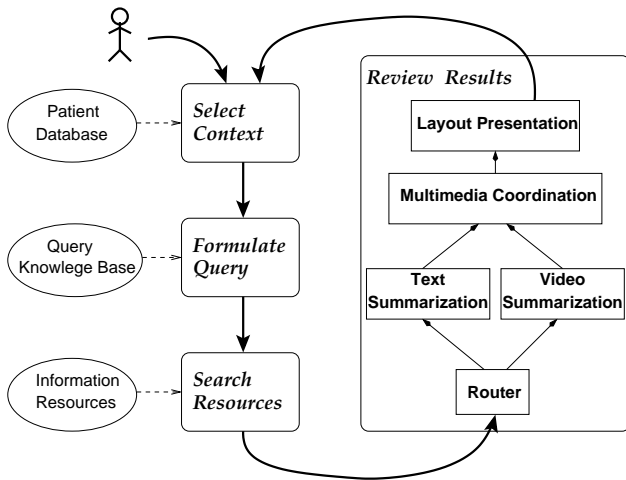 Patient
Database
Select
Context
Query
Knowlege Base
Formulate
Query
Information
Resources
Search
Resources
Review Results
Layout Presentation
Multimedia Coordination
Text
Summarization
Video
Summarization
Router